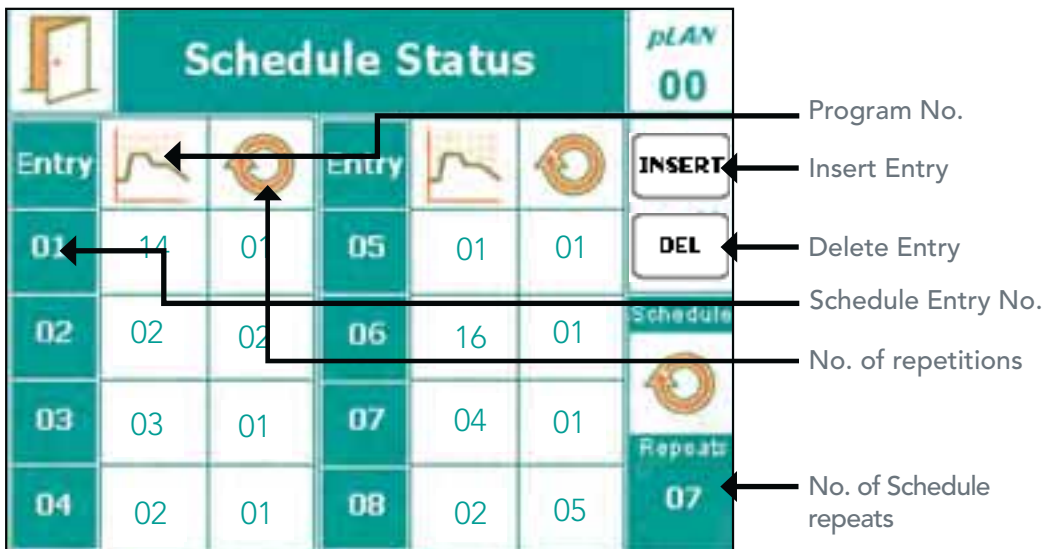 Schedule Status
pLAN
00
Program No.
Entry Entry INSERT Insert Entry
01 14 01 05 01 01 DEL Delete Entry
Schedule Entry No.
02 02 02 06 16 01 Schedule
No. of repetitions
03 03 01 07 04 01
Repeats
04 02 01 08 02 05 07 No. of Schedule
repeats